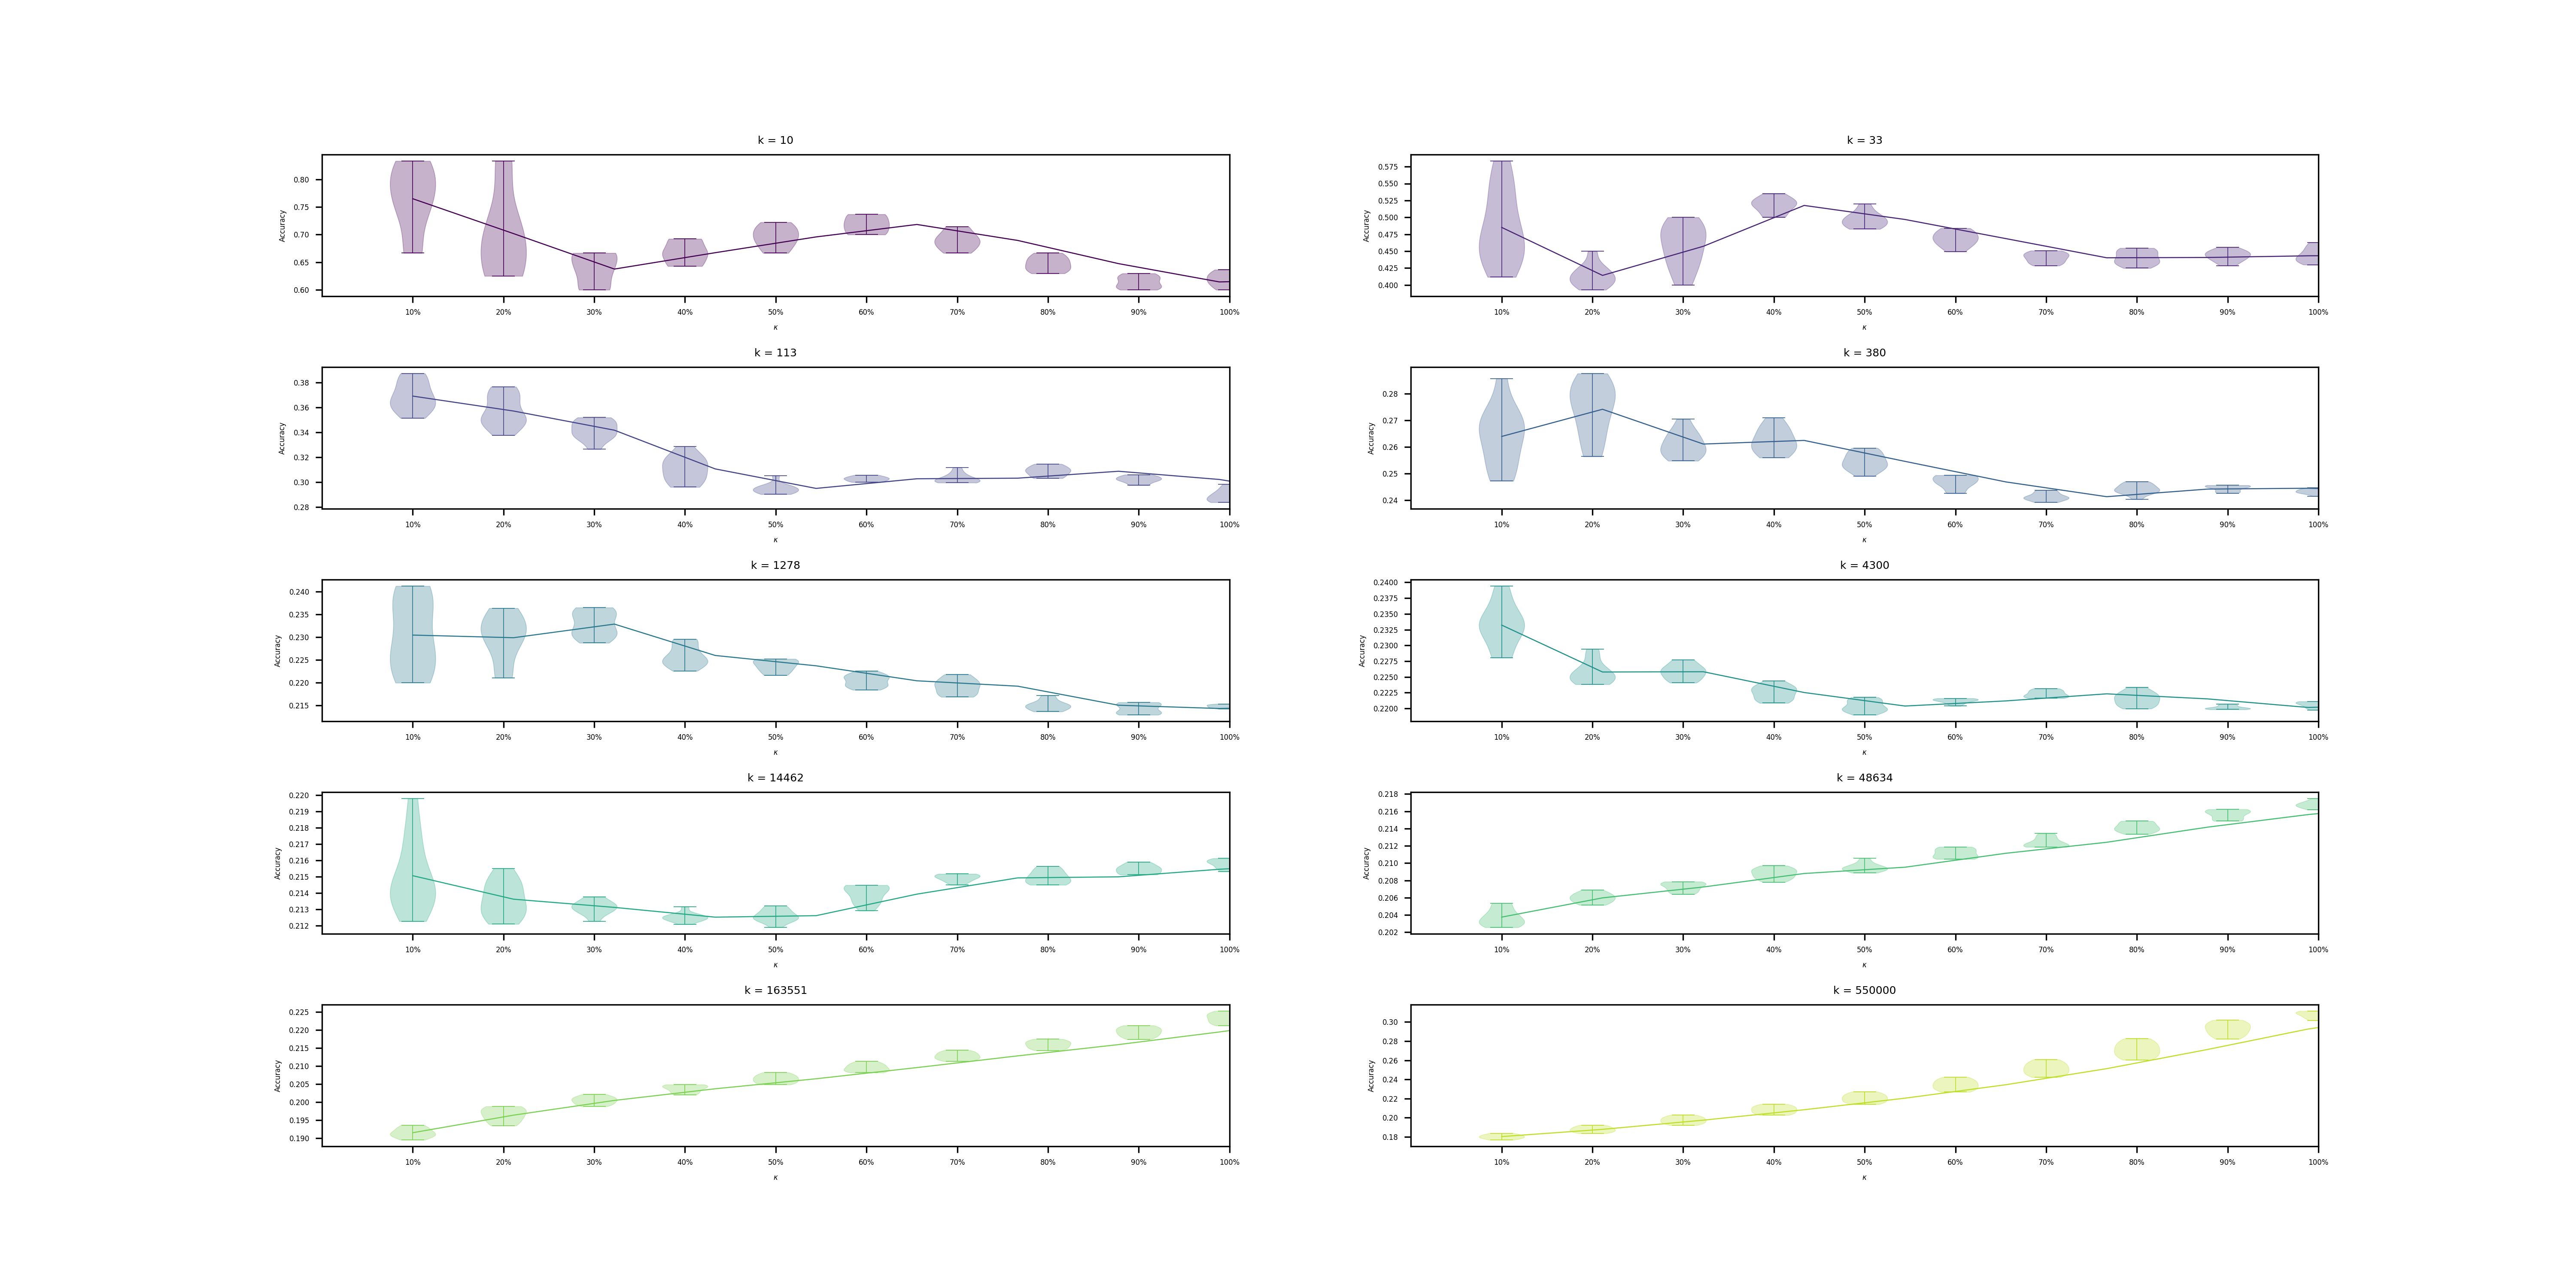 k = 10
Accuracy
0.80
0.75
0.70
0.65
0.60
10% 20% 30% 40% 50% 60% 70% 80% 90% 100%
κ
k = 33
Accuracy
0.575
0.550
0.525
0.500
0.475
0.450
0.425
0.400
10% 20% 30% 40% 50% 60% 70% 80% 90% 100%
κ
k = 113
Accuracy
0.38
0.36
0.34
0.32
0.30
0.28
10% 20% 30% 40% 50% 60% 70% 80% 90% 100%
κ
k = 380
Accuracy
0.28
0.27
0.26
0.25
0.24
10% 20% 30% 40% 50% 60% 70% 80% 90% 100%
κ
k = 1278
Accuracy
0.240
0.235
0.230
0.225
0.220
0.215
10% 20% 30% 40% 50% 60% 70% 80% 90% 100%
κ
k = 4300
Accuracy
0.2400
0.2375
0.2350
0.2325
0.2300
0.2275
0.2250
0.2225
0.2200
10% 20% 30% 40% 50% 60% 70% 80% 90% 100%
κ
k = 14462
Accuracy
0.220
0.219
0.218
0.217
0.216
0.215
0.214
0.213
0.212
10% 20% 30% 40% 50% 60% 70% 80% 90% 100%
κ
k = 48634
Accuracy
0.218
0.216
0.214
0.212
0.210
0.208
0.206
0.204
0.202
10% 20% 30% 40% 50% 60% 70% 80% 90% 100%
κ
k = 163551
Accuracy
0.225
0.220
0.215
0.210
0.205
0.200
0.195
0.190
10% 20% 30% 40% 50% 60% 70% 80% 90% 100%
κ
k = 550000
Accuracy
0.30
0.28
0.26
0.24
0.22
0.20
0.18
10% 20% 30% 40% 50% 60% 70% 80% 90% 100%
κ